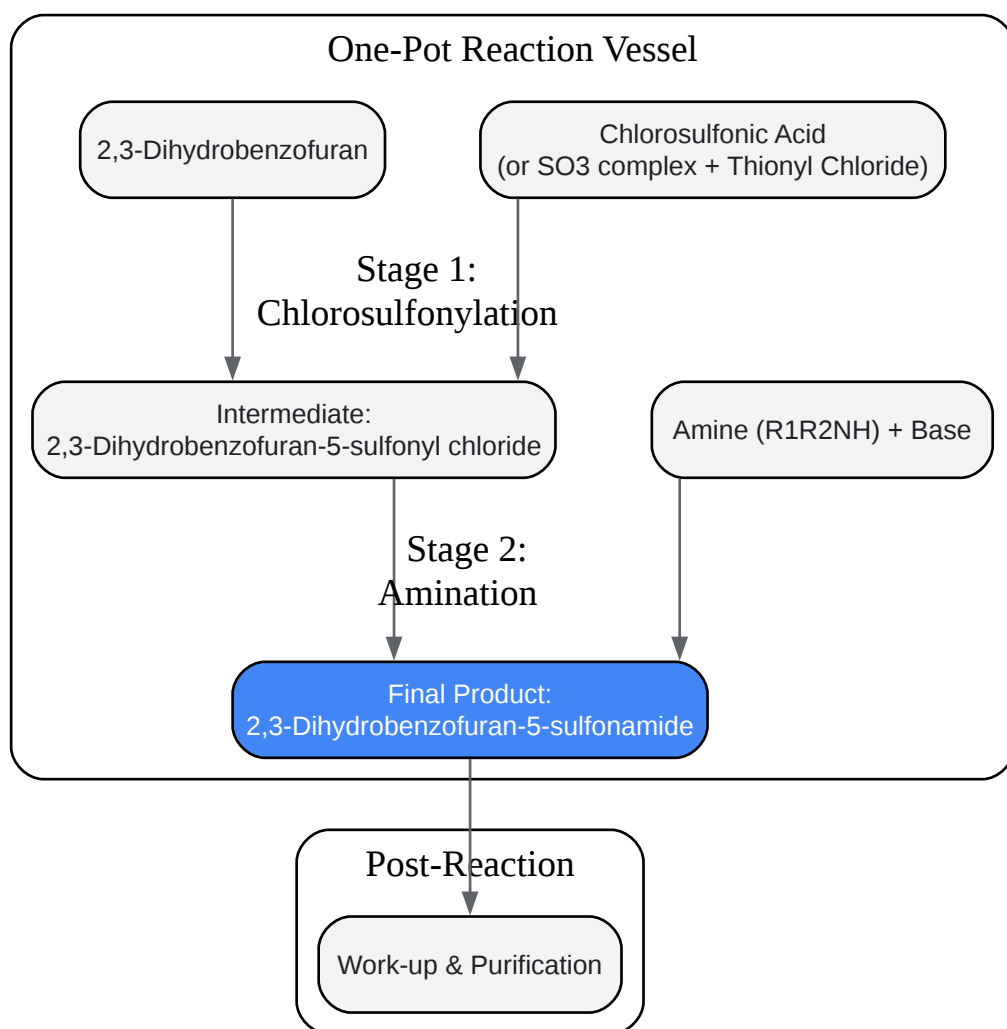 One-Pot Reaction Vessel
2,3-Dihydrobenzofuran
Chlorosulfonic Acid
(or SO3 complex + Thionyl Chloride)
Stage 1:
Chlorosulfonylation
Intermediate:
2,3-Dihydrobenzofuran-5-sulfonyl chloride
Amine (R1R2NH) + Base
Stage 2:
Amination
Final Product:
2,3-Dihydrobenzofuran-5-sulfonamide
Post-Reaction
Work-up & Purification